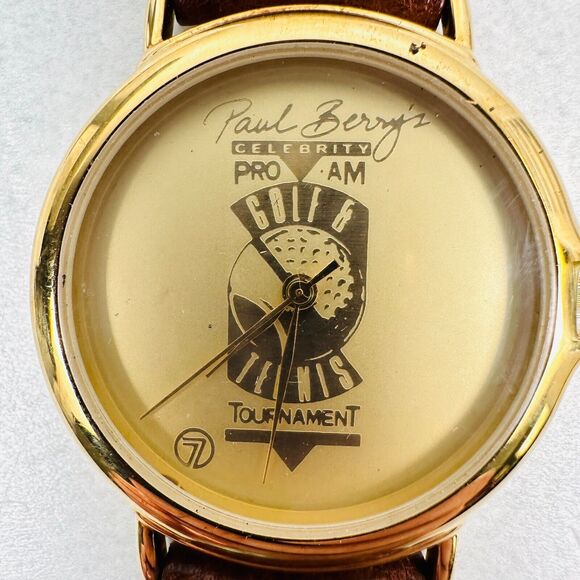 Paul Berry's
CELEBRITY
PRO AM
GOLF &
TENNIS
TOURNAMENT
7